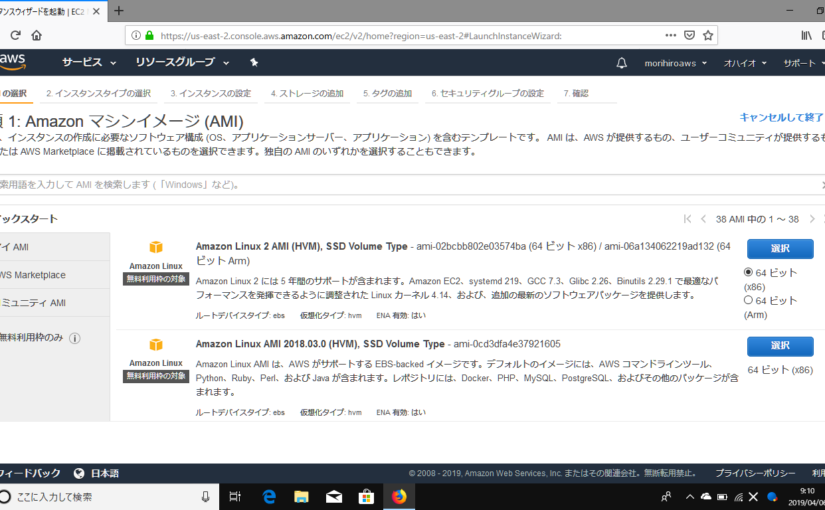 ンスウィザードを起動 | EC2
https://us-east-2.console.aws.amazon.com/ec2/v2/home?region=us-east-2#LaunchInstanceWizard:
aws サービス リソースグループ morihiroaws オハイオ サポート
の選択 2. インスタンスタイプの選択 3. インスタンスの設定 4. ストレージの追加 5. タグの追加 6. セキュリティグループの設定 7. 確認
1: Amazon マシンイメージ (AMI) キャンセルして終了
、インスタンスの作成に必要なソフトウェア構成 (OS、アプリケーションサーバー、アプリケーション) を含むテンプレートです。 AMI は、AWS が提供するもの、ユーザーコミュニティが提供するも
たは AWS Marketplace に掲載されているものを選択できます。独自の AMI のいずれかを選択することもできます。
索用語を入力して AMI を検索します (「Windows」など)。
ックスタート 38 AMI 中の 1 ～ 38
イ AMI
WS Marketplace
ミュニティ AMI
無料利用枠のみ
Amazon Linux
無料利用枠の対象
Amazon Linux 2 AMI (HVM), SSD Volume Type - ami-02bcbb802e03574ba (64 ビット x86) / ami-06a134062219ad132 (64
ビット Arm)
Amazon Linux 2 には 5 年間のサポートが含まれます。Amazon EC2、systemd 219、GCC 7.3、Glibc 2.26、Binutils 2.29.1 で最適なパ
フォーマンスを発揮できるように調整された Linux カーネル 4.14、および、追加の最新のソフトウェアパッケージを提供します。
ルートデバイスタイプ: ebs 仮想化タイプ: hvm ENA 有効: はい
選択
64 ビット
(x86)
64 ビット
(Arm)
Amazon Linux
無料利用枠の対象
Amazon Linux AMI 2018.03.0 (HVM), SSD Volume Type - ami-0cd3dfa4e37921605
Amazon Linux AMI は、AWS がサポートする EBS-backed イメージです。デフォルトのイメージには、AWS コマンドラインツール、
Python、Ruby、Perl、および Java が含まれます。レポジトリには、Docker、PHP、MySQL、PostgreSQL、およびその他のパッケージが含
まれます。
ルートデバイスタイプ: ebs 仮想化タイプ: hvm ENA 有効: はい
選択
64 ビット (x86)
フィードバック 日本語 © 2008 - 2019, Amazon Web Services, Inc. またはその関連会社。無断転用禁止。 プライバシーポリシー 利用
ここに入力して検索
9:10
2019/04/06